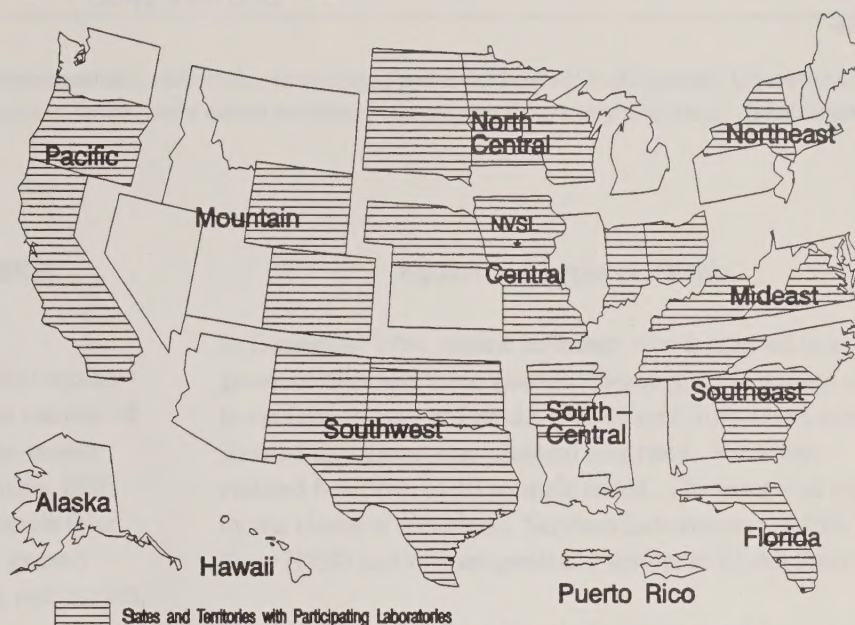 North
Central
Northeast
Pacific
Mountain
NVSL
Central
Mideast
Southeast
South-
Central
Southwest
Alaska
Hawaii
Florida
Puerto Rico
States and Territories with Participating Laboratories